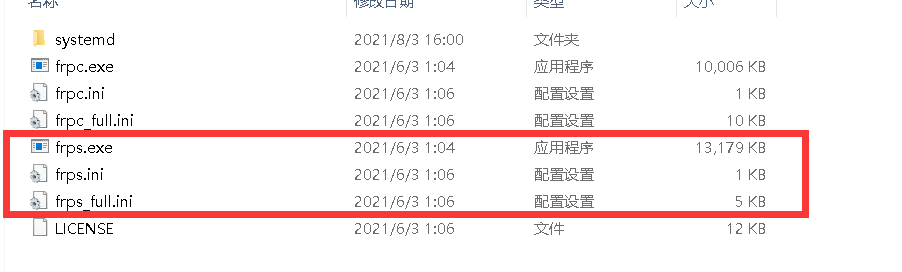 名称 修改日期 类型 大小
systemd 2021/8/3 16:00 文件夹
frpc.exe 2021/6/3 1:04 应用程序 10,006 KB
frpc.ini 2021/6/3 1:06 配置设置 1 KB
frpc_full.ini 2021/6/3 1:06 配置设置 10 KB
frps.exe 2021/6/3 1:04 应用程序 13,179 KB
frps.ini 2021/6/3 1:06 配置设置 1 KB
frps_full.ini 2021/6/3 1:06 配置设置 5 KB
LICENSE 2021/6/3 1:06 文件 12 KB